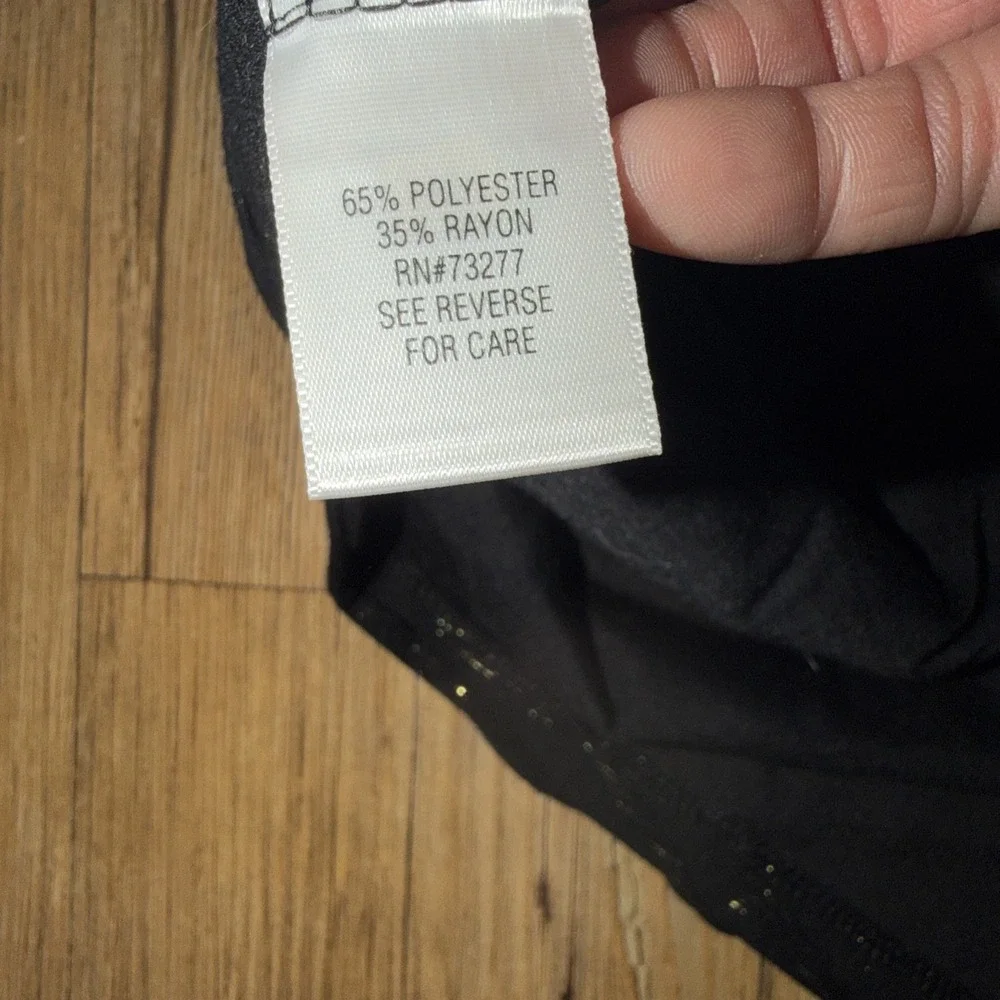 65% POLYESTER
35% RAYON
RN#73277
SEE REVERSE
FOR CARE